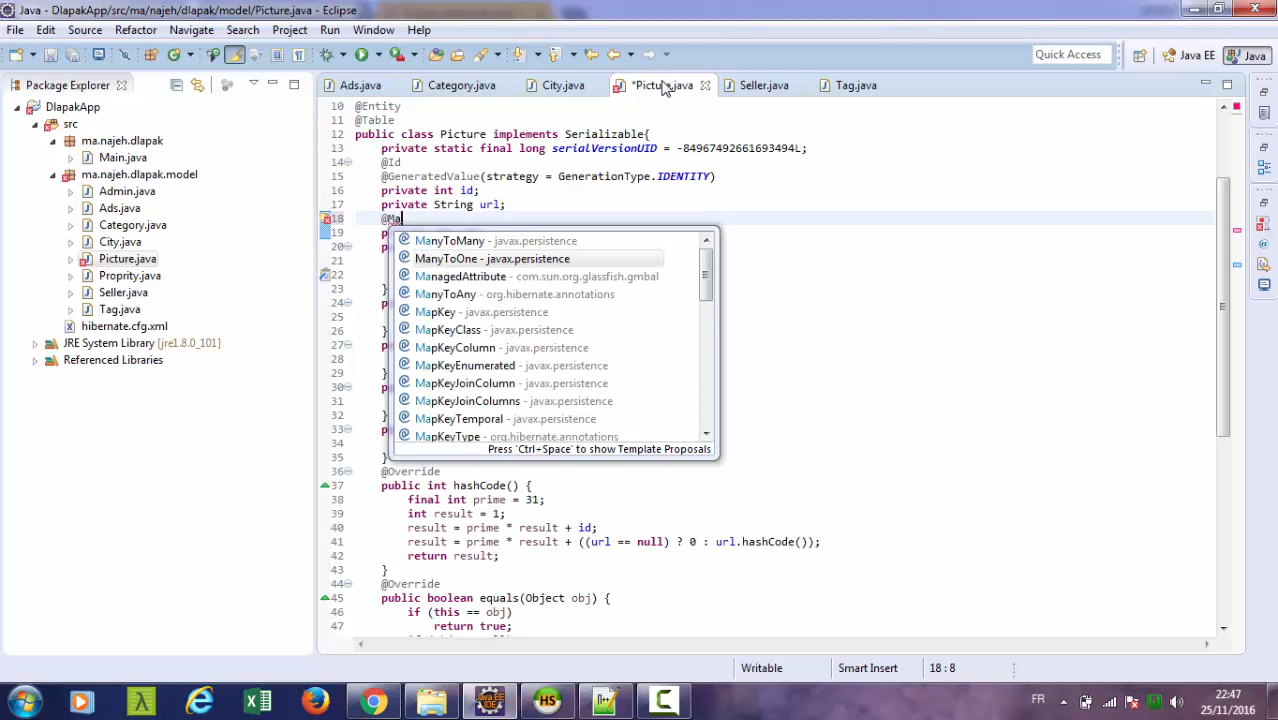 Java - DlapakApp/src/ma/najeh/dlapak/model/Picture.java - Eclipse
File Edit Source Refactor Navigate Search Project Run Window Help
Quick Access Java EE Java
Package Explorer
Ads.java Category.java City.java *Picture.java Seller.java Tag.java
DlapakApp
src
ma.najeh.dlapak
Main.java
ma.najeh.dlapak.model
Admin.java
Ads.java
Category.java
City.java
Picture.java
Proprity.java
Seller.java
Tag.java
hibernate.cfg.xml
JRE System Library [jre1.8.0_101]
Referenced Libraries
10 @Entity
11 @Table
12 public class Picture implements Serializable{
13 private static final long serialVersionUID = -84967492661693494L;
14 @Id
15 @GeneratedValue(strategy = GenerationType.IDENTITY)
16 private int id;
17 private String url;
18 @Ma
19
20
21
22
23 }
24
25
26 }
27
28
29 }
30
31
32 }
33
34
35 }
ManyToMany - javax.persistence
ManyToOne - javax.persistence
ManagedAttribute - com.sun.org.glassfish.gmbal
ManyToAny - org.hibernate.annotations
MapKey - javax.persistence
MapKeyClass - javax.persistence
MapKeyColumn - javax.persistence
MapKeyEnumerated - javax.persistence
MapKeyJoinColumn - javax.persistence
MapKeyJoinColumns - javax.persistence
MapKeyTemporal - javax.persistence
MapKeyType - org.hibernate.annotations
Press 'Ctrl+Space' to show Template Proposals
36 @Override
37 public int hashCode() {
38 final int prime = 31;
39 int result = 1;
40 result = prime * result + id;
41 result = prime * result + ((url == null) ? 0 : url.hashCode());
42 return result;
43 }
44 @Override
45 public boolean equals(Object obj) {
46 if (this == obj)
47 return true;
Writable Smart Insert 18 : 8
FR 22:47
25/11/2016